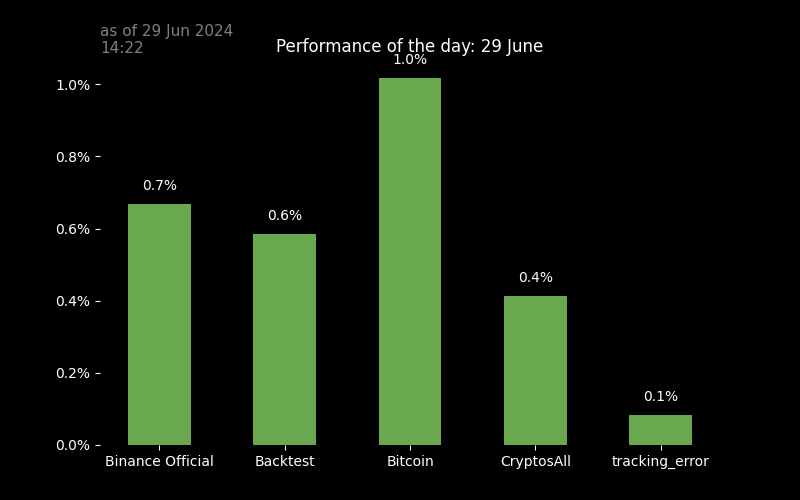 as of 29 Jun 2024
14:22
Performance of the day: 29 June
1.0%
0.8%
0.6%
0.4%
0.2%
0.0%
0.7%
0.6%
1.0%
0.4%
0.1%
Binance Official
Backtest
Bitcoin
CryptosAll
tracking_error